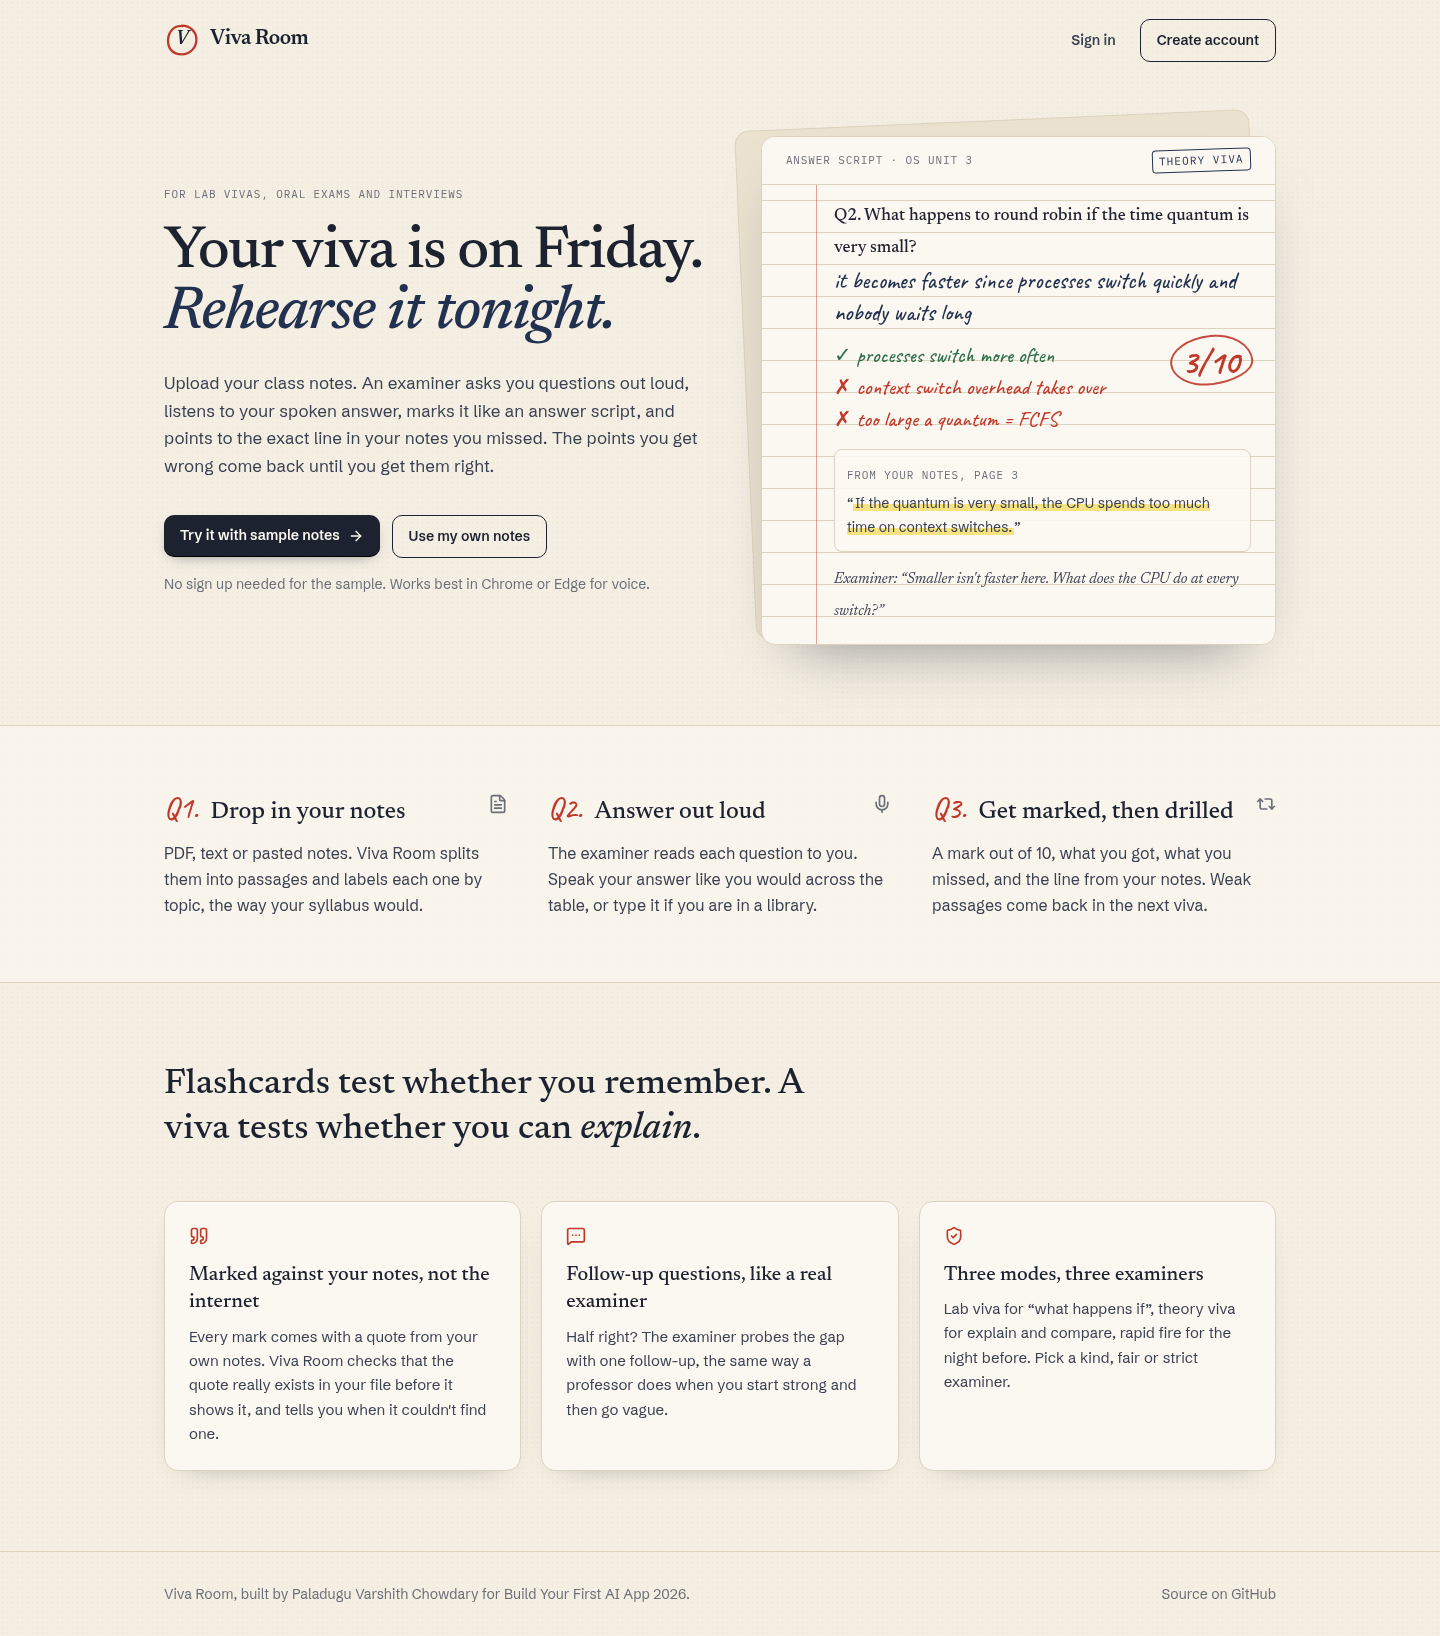 V Viva Room
Sign in
Create account
FOR LAB VIVAS, ORAL EXAMS AND INTERVIEWS
Your viva is on Friday.
Rehearse it tonight.
Upload your class notes. An examiner asks you questions out loud,
listens to your spoken answer, marks it like an answer script, and
points to the exact line in your notes you missed. The points you get
wrong come back until you get them right.
Try it with sample notes →
Use my own notes
No sign up needed for the sample. Works best in Chrome or Edge for voice.
ANSWER SCRIPT · OS UNIT 3
THEORY VIVA
Q2. What happens to round robin if the time quantum is
very small?
it becomes faster since processes switch quickly and
nobody waits long
✓ processes switch more often
✗ context switch overhead takes over
✗ too large a quantum = FCFS
3/10
FROM YOUR NOTES, PAGE 3
“If the quantum is very small, the CPU spends too much
time on context switches.”
Examiner: “Smaller isn't faster here. What does the CPU do at every
switch?”
Q1. Drop in your notes
PDF, text or pasted notes. Viva Room splits
them into passages and labels each one by
topic, the way your syllabus would.
Q2. Answer out loud
The examiner reads each question to you.
Speak your answer like you would across the
table, or type it if you are in a library.
Q3. Get marked, then drilled
A mark out of 10, what you got, what you
missed, and the line from your notes. Weak
passages come back in the next viva.
Flashcards test whether you remember. A
viva tests whether you can explain.
Marked against your notes, not the
internet
Every mark comes with a quote from your
own notes. Viva Room checks that the
quote really exists in your file before it
shows it, and tells you when it couldn't find
one.
Follow-up questions, like a real
examiner
Half right? The examiner probes the gap
with one follow-up, the same way a
professor does when you start strong and
then go vague.
Three modes, three examiners
Lab viva for “what happens if”, theory viva
for explain and compare, rapid fire for the
night before. Pick a kind, fair or strict
examiner.
Viva Room, built by Paladugu Varshith Chowdary for Build Your First AI App 2026.
Source on GitHub